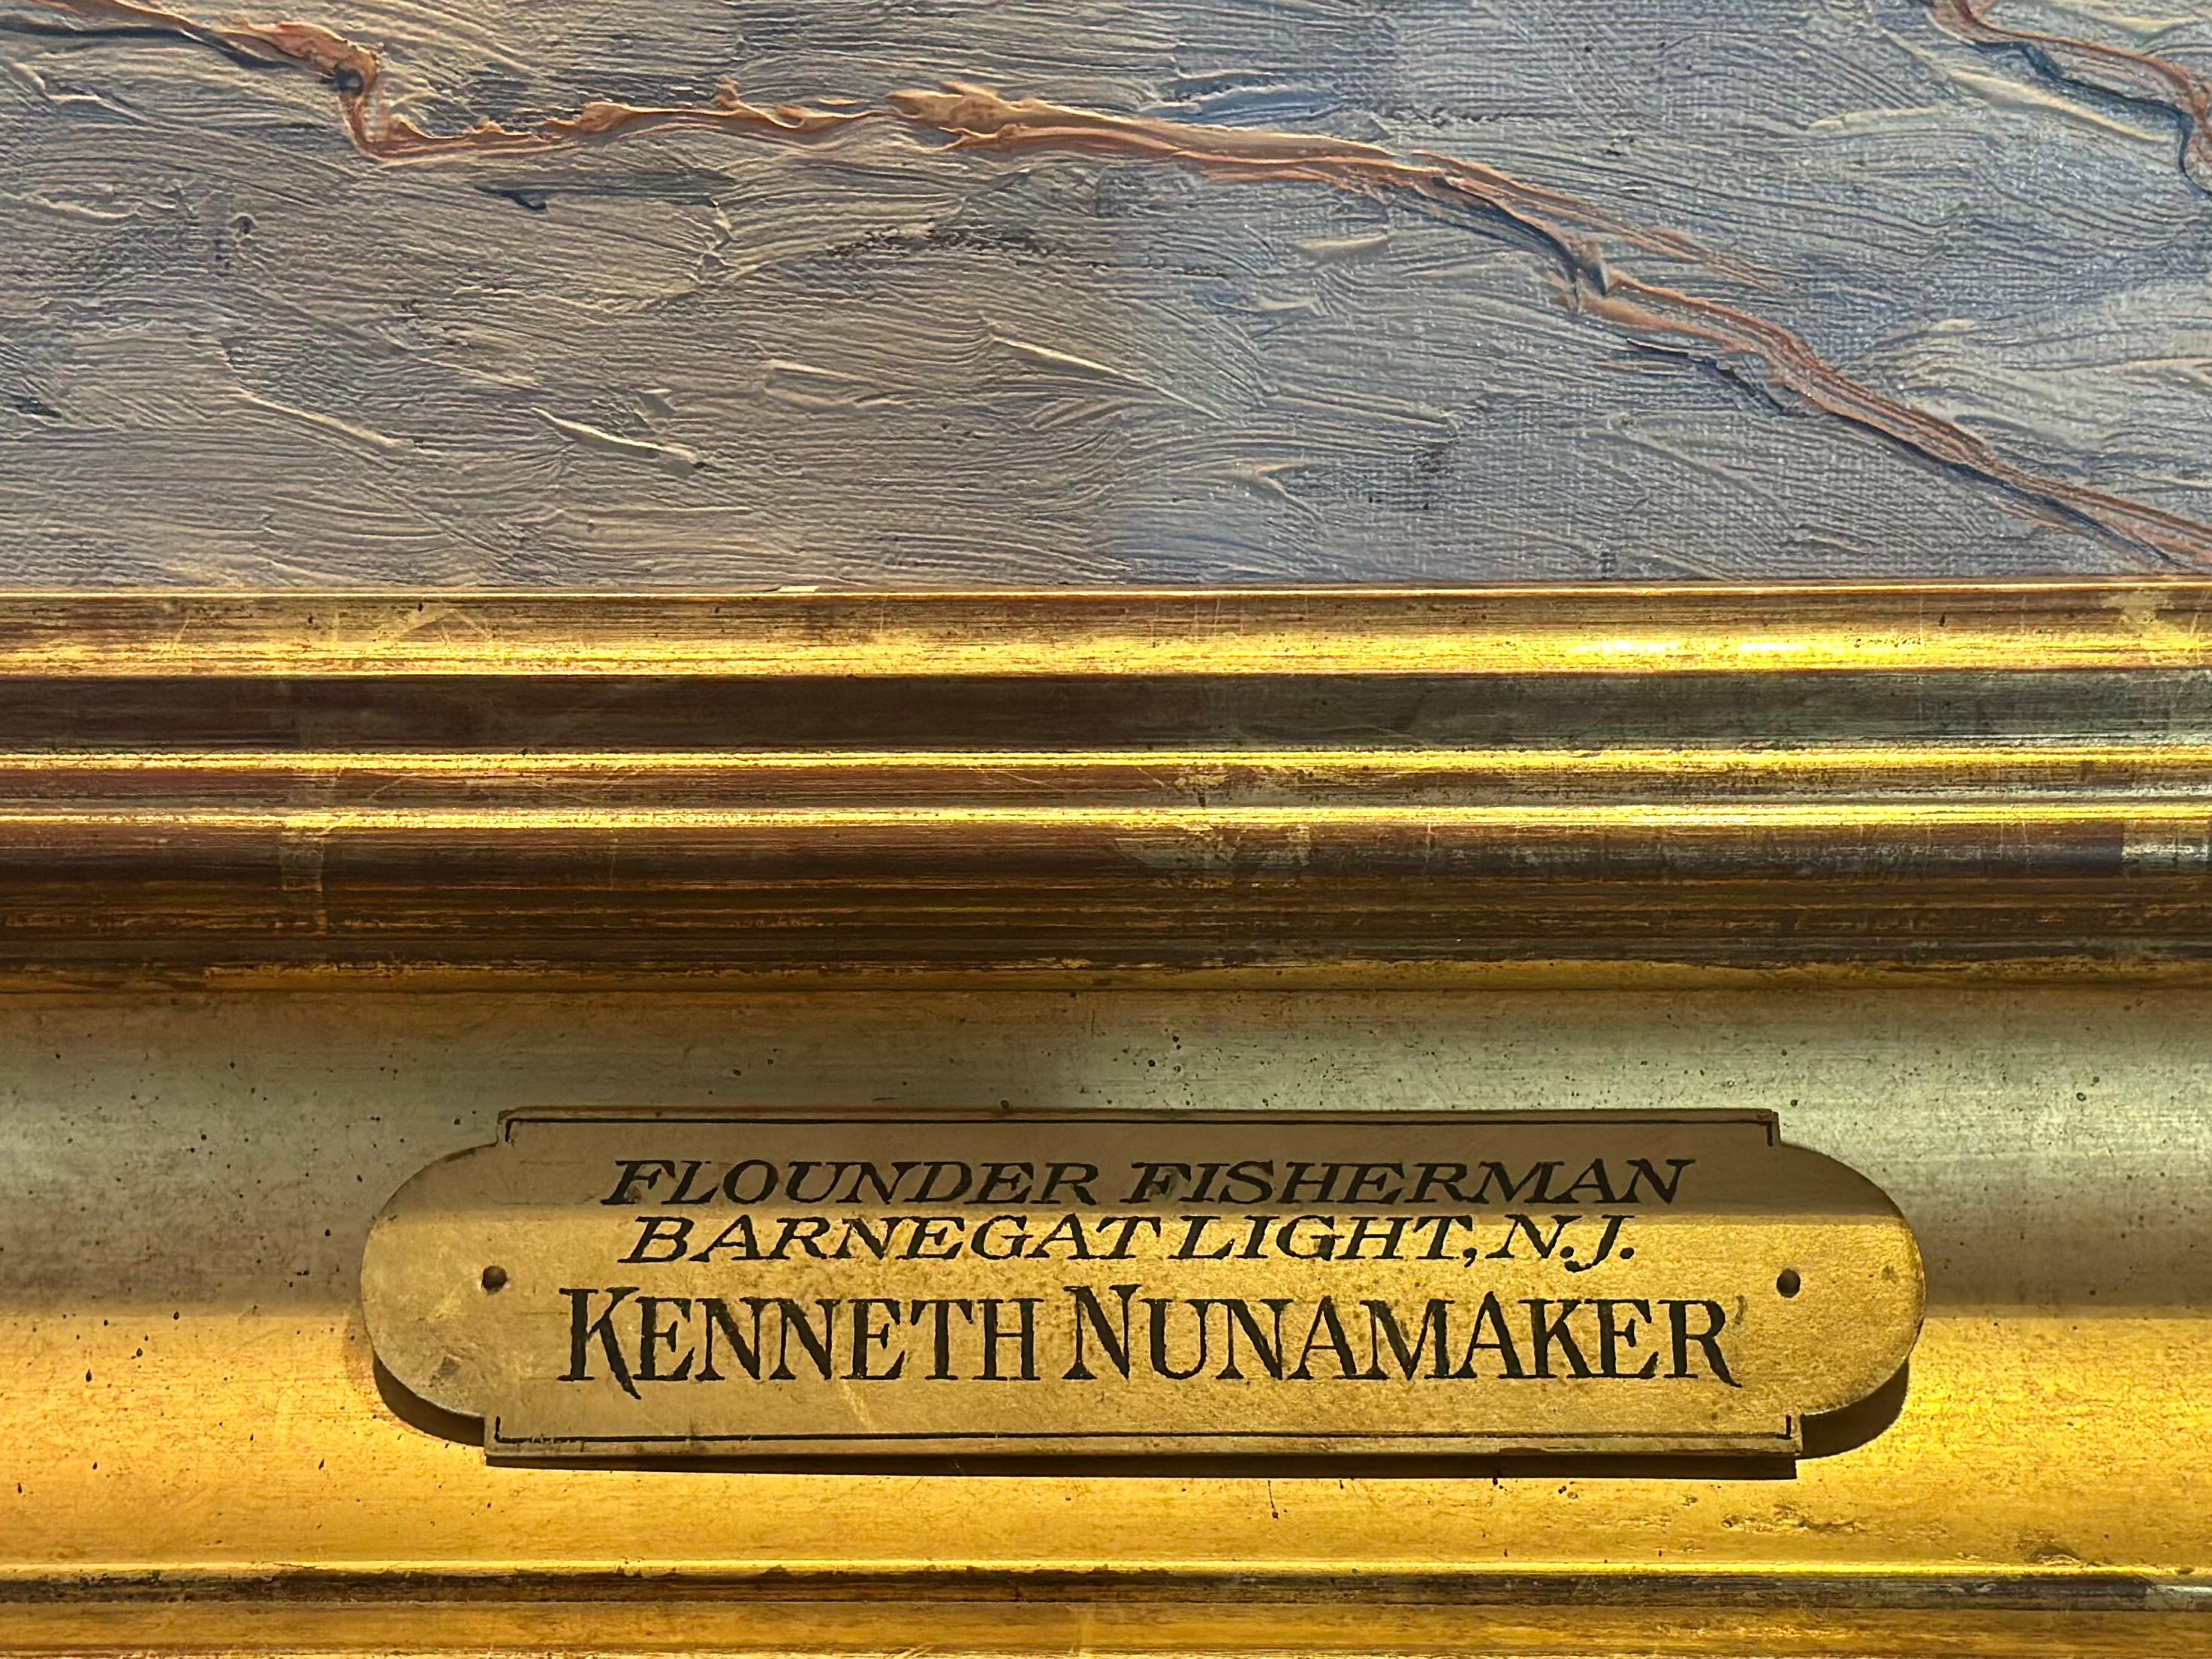 FLOUNDER FISHERMAN
BARNEGAT LIGHT, N.J.
KENNETH NUNAMAKER